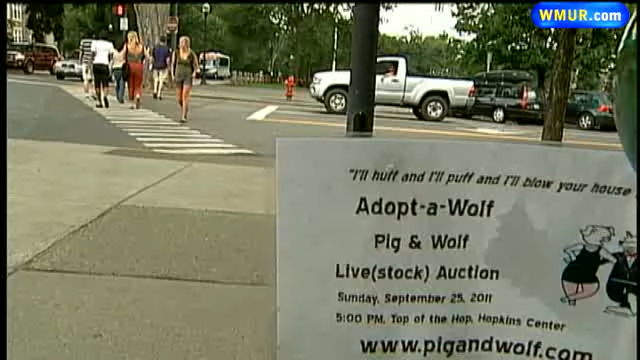 WMUR.com
"I'll huff and I'll puff and I'll blow your house
Adopt-a-Wolf
Pig & Wolf
Live(stock) Auction
Sunday, September 25, 2011
5:00 PM, Top of the Hop, Hopkins Center
www.pigandwolf.com